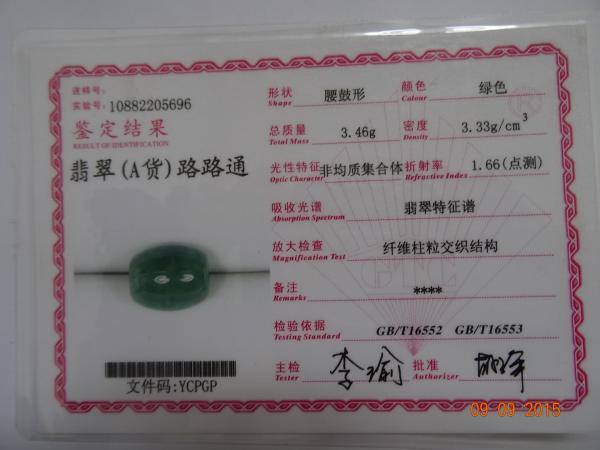 送样号:
实验号: 10882205696
鉴定结果
RESULT OF IDENTIFICATION
翡翠(A货)路路通
文件码:YCPGP
形状 腰鼓形 颜色 绿色
Shape Colour
总质量 3.46g 密度 3.33g/cm³
Total Mass Density
光性特征 非均质集合体 折射率 1.66(点测)
Optic Character Refractive Index
吸收光谱 翡翠特征谱
Absorption Spectrum
放大检查 纤维柱粒交织结构
Magnification Test
备注 ****
Remarks
检验依据 GB/T16552 GB/T16553
Testing Standard
主检 李瑜 批准
Tester Authorizer
09-09-2015